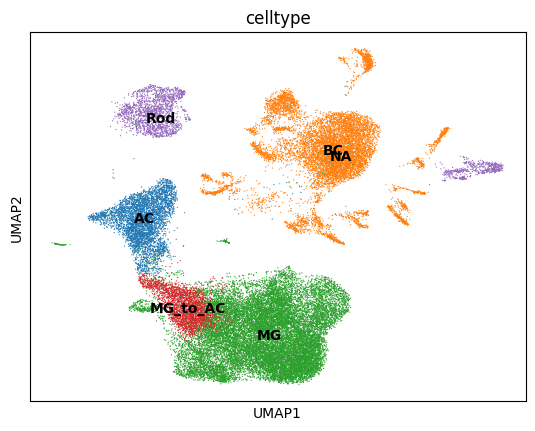 celltype
Rod
BC
NA
AC
MG_to_AC
MG
UMAP2
UMAP1